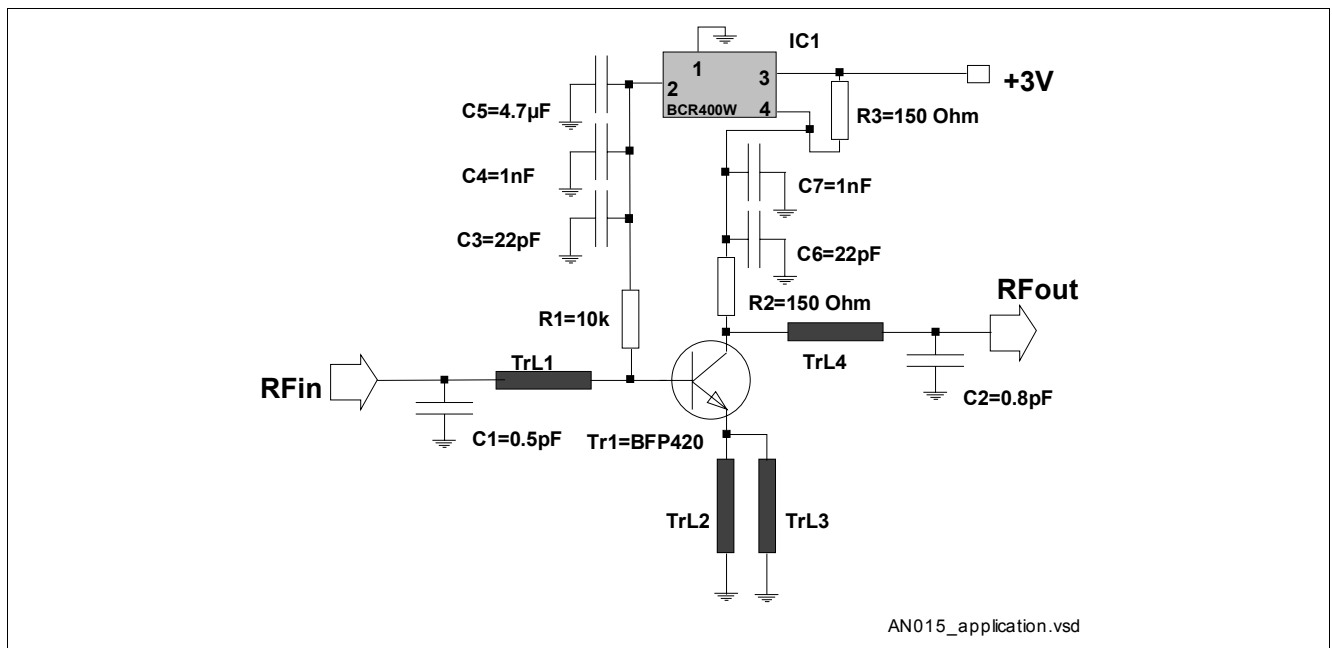 IC1
1
2
3
4
BCR400W
+3V
C5=4.7µF
R3=150 Ohm
C4=1nF
C7=1nF
C3=22pF
C6=22pF
R2=150 Ohm
RFout
R1=10k
TrL1
TrL4
RFin
C2=0.8pF
C1=0.5pF
Tr1=BFP420
TrL2
TrL3
AN015_application.vsd